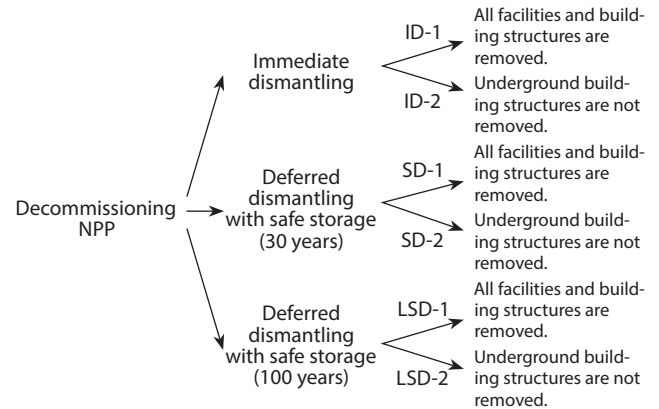 Decommissioning
NPP
Immediate
dismantling
ID-1
All facilities and build-
ing structures are
removed.
ID-2
Underground build-
ing structures are not
removed.
Deferred
dismantling
with safe storage
(30 years)
SD-1
All facilities and build-
ing structures are
removed.
SD-2
Underground build-
ing structures are not
removed.
Deferred
dismantling
with safe storage
(100 years)
LSD-1
All facilities and build-
ing structures are
removed.
LSD-2
Underground build-
ing structures are not
removed.